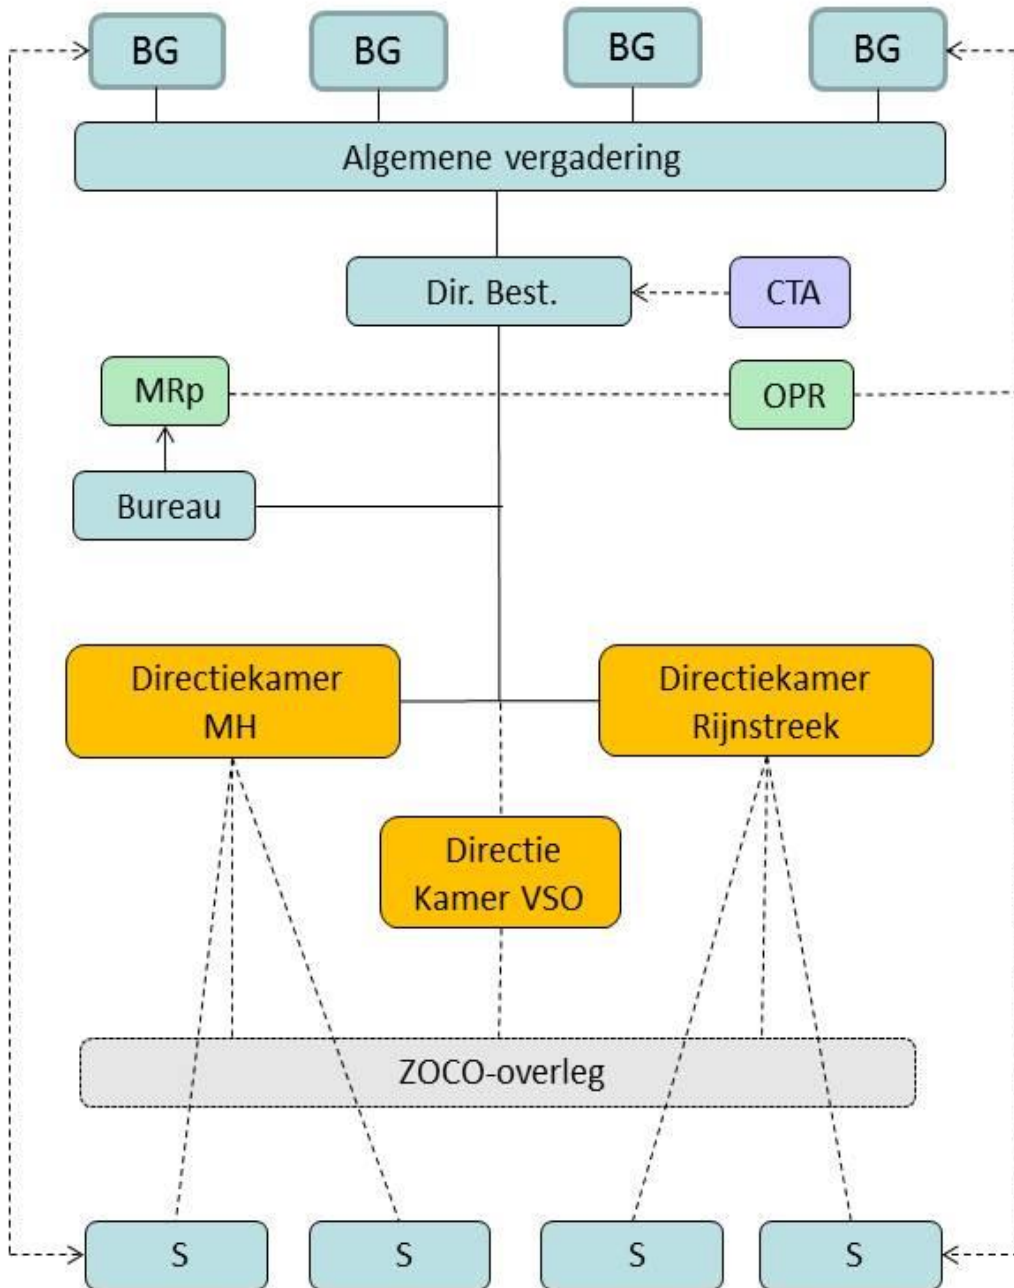 BG
BG
BG
BG
Algemene vergadering
Dir. Best.
CTA
MRp
OPR
Bureau
Directiekamer
MH
Directiekamer
Rijnstreek
Directie
Kamer VSO
ZOCO-overleg
S
S
S
S